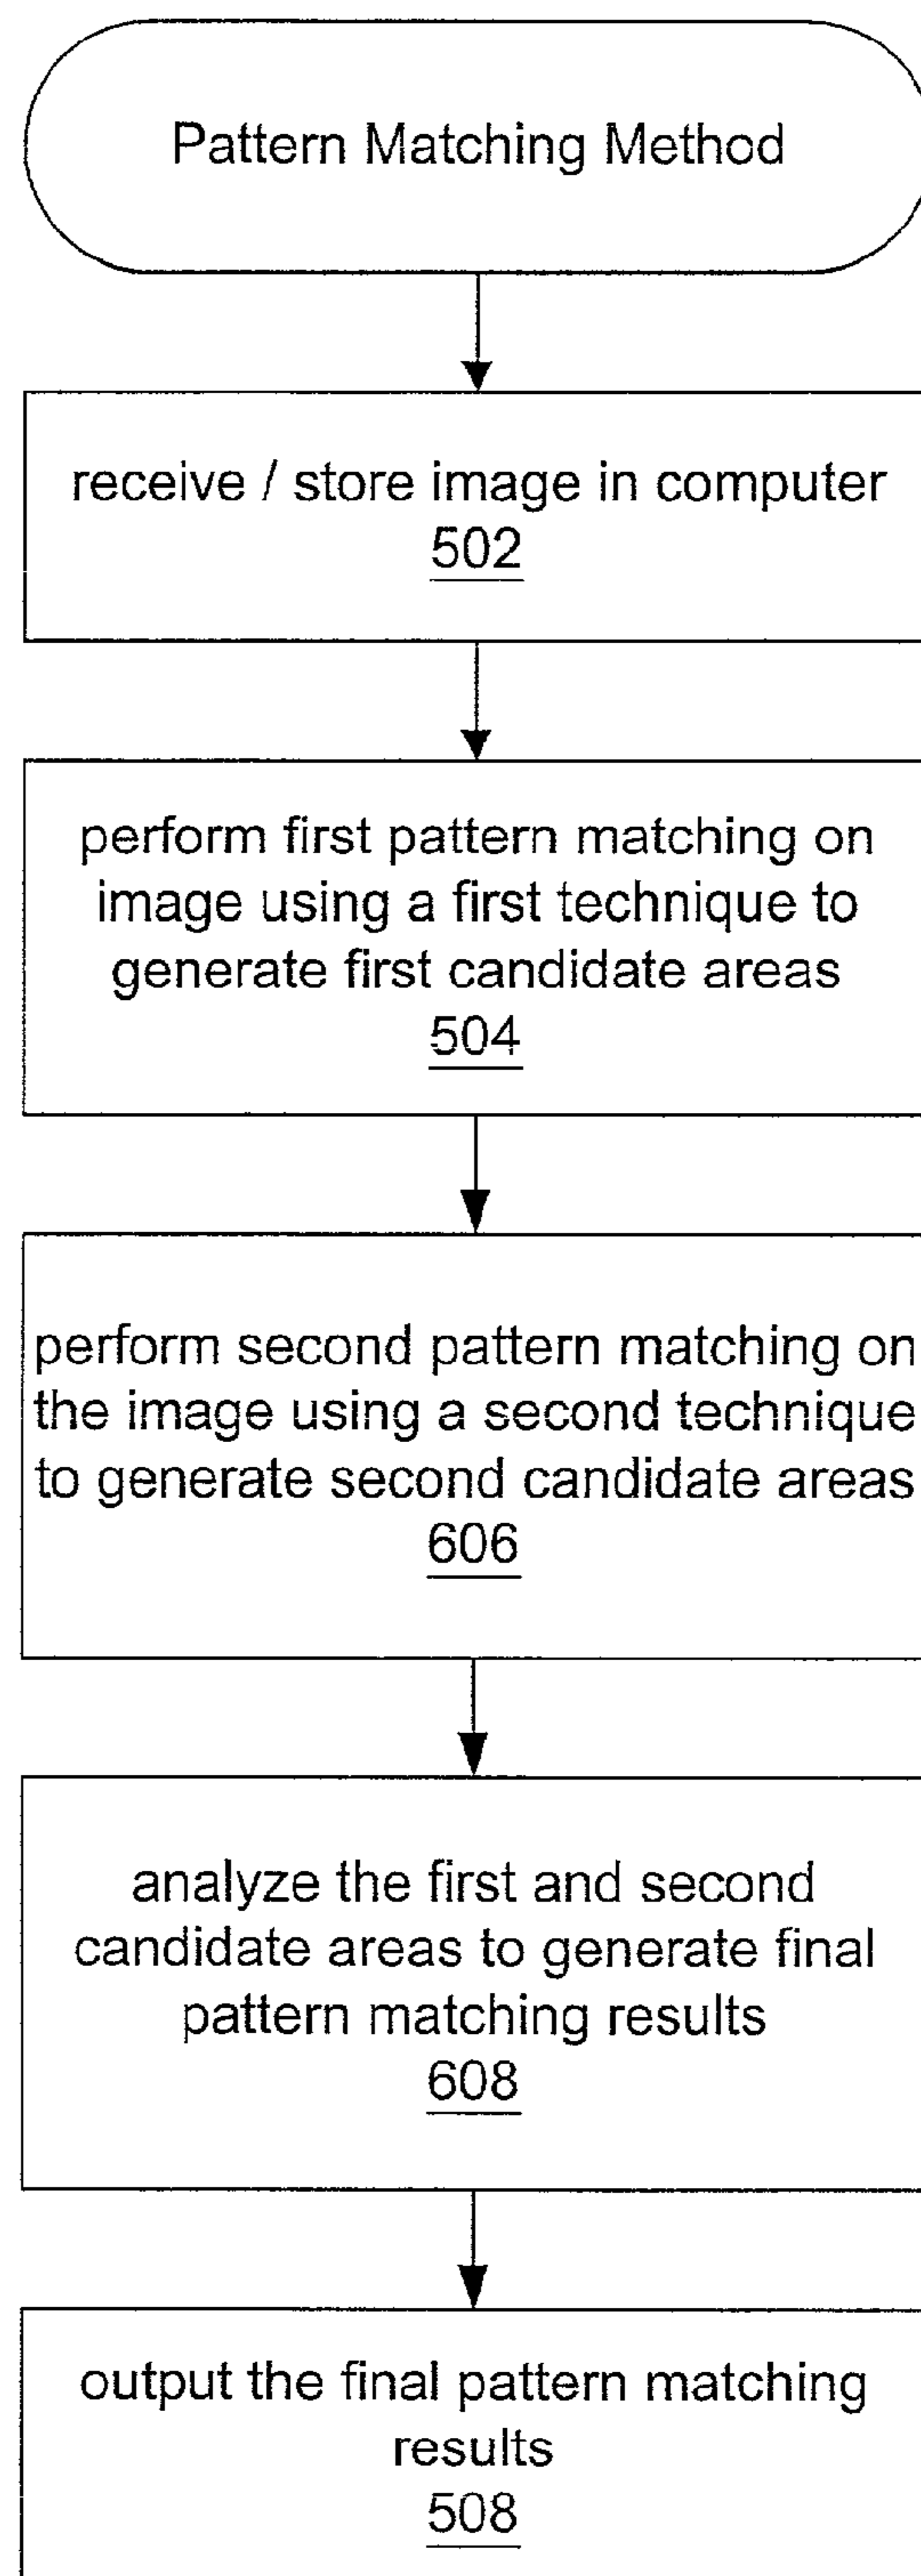 Pattern Matching Method
receive / store image in computer
502
perform first pattern matching on
image using a first technique to
generate first candidate areas
504
perform second pattern matching on
the image using a second technique
to generate second candidate areas
606
analyze the first and second
candidate areas to generate final
pattern matching results
608
output the final pattern matching
results
508